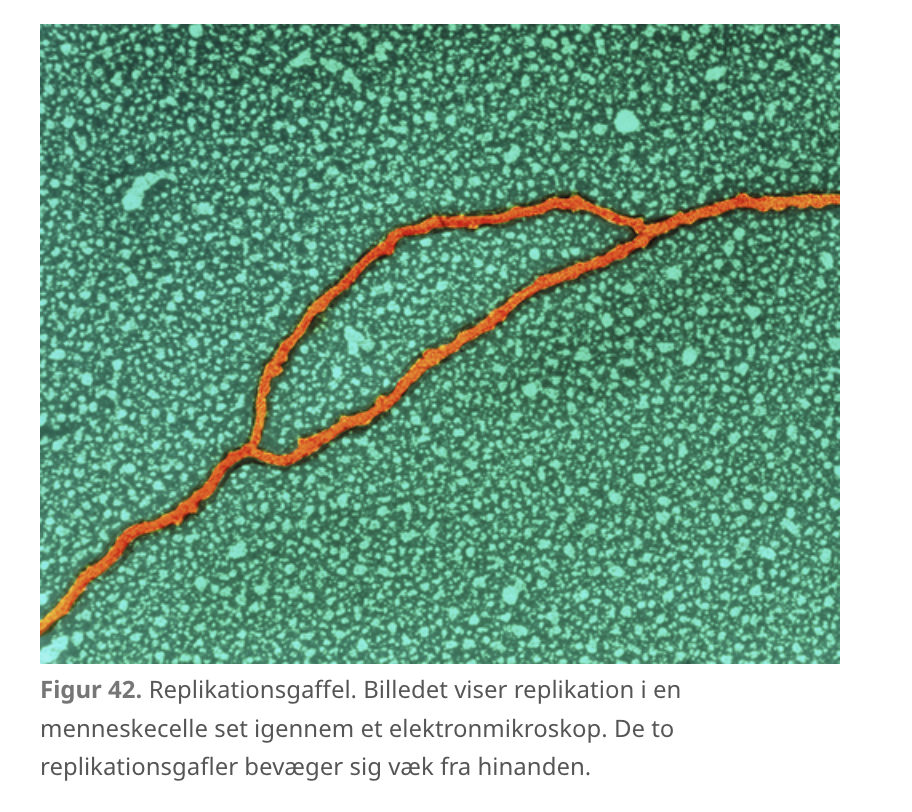 Figur 42. Replikationsgaffel. Billedet viser replikation i en
menneskecelle set igennem et elektronmikroskop. De to
replikationsgafler bevæger sig væk fra hinanden.